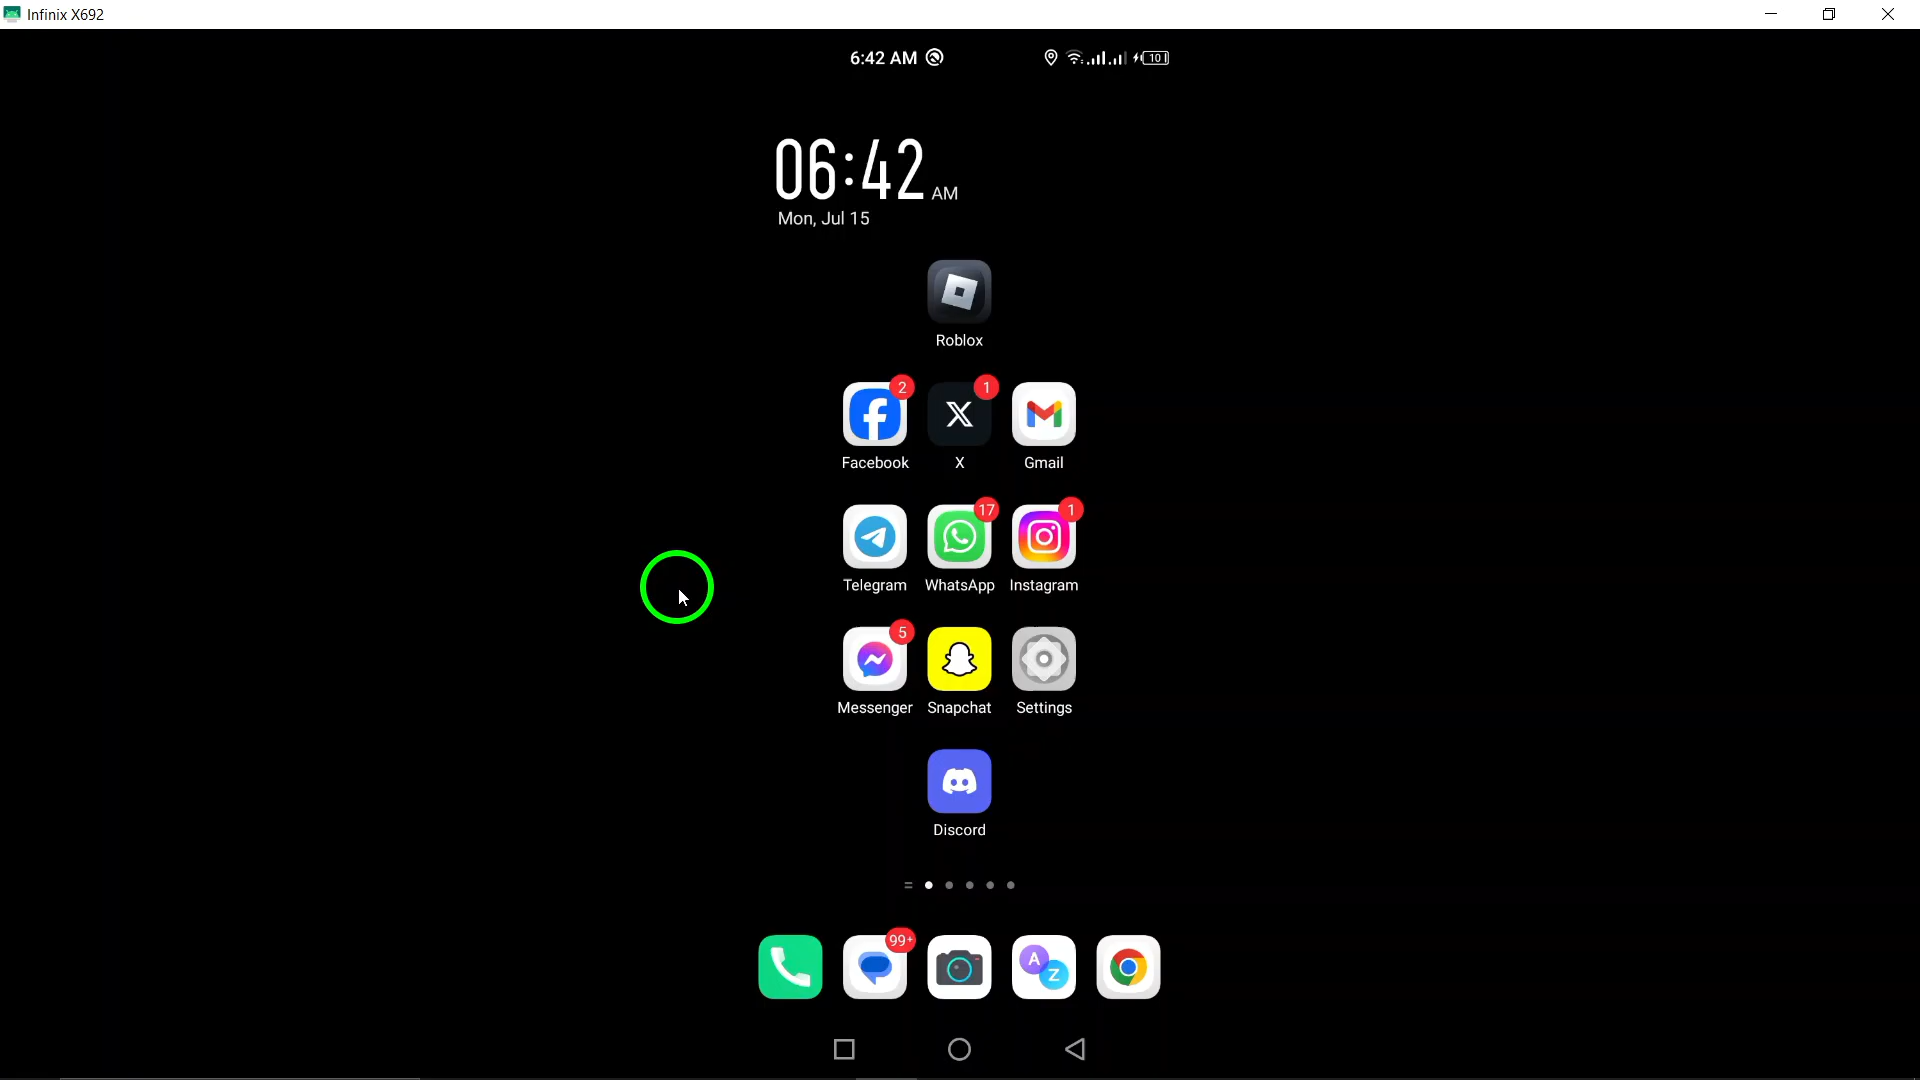 Infinix X692
6:42 AM
10
06:42 AM
Mon, Jul 15
Roblox
2
1
Facebook
X
Gmail
17
1
Telegram
WhatsApp
Instagram
5
Messenger
Snapchat
Settings
Discord
99+
A
Z